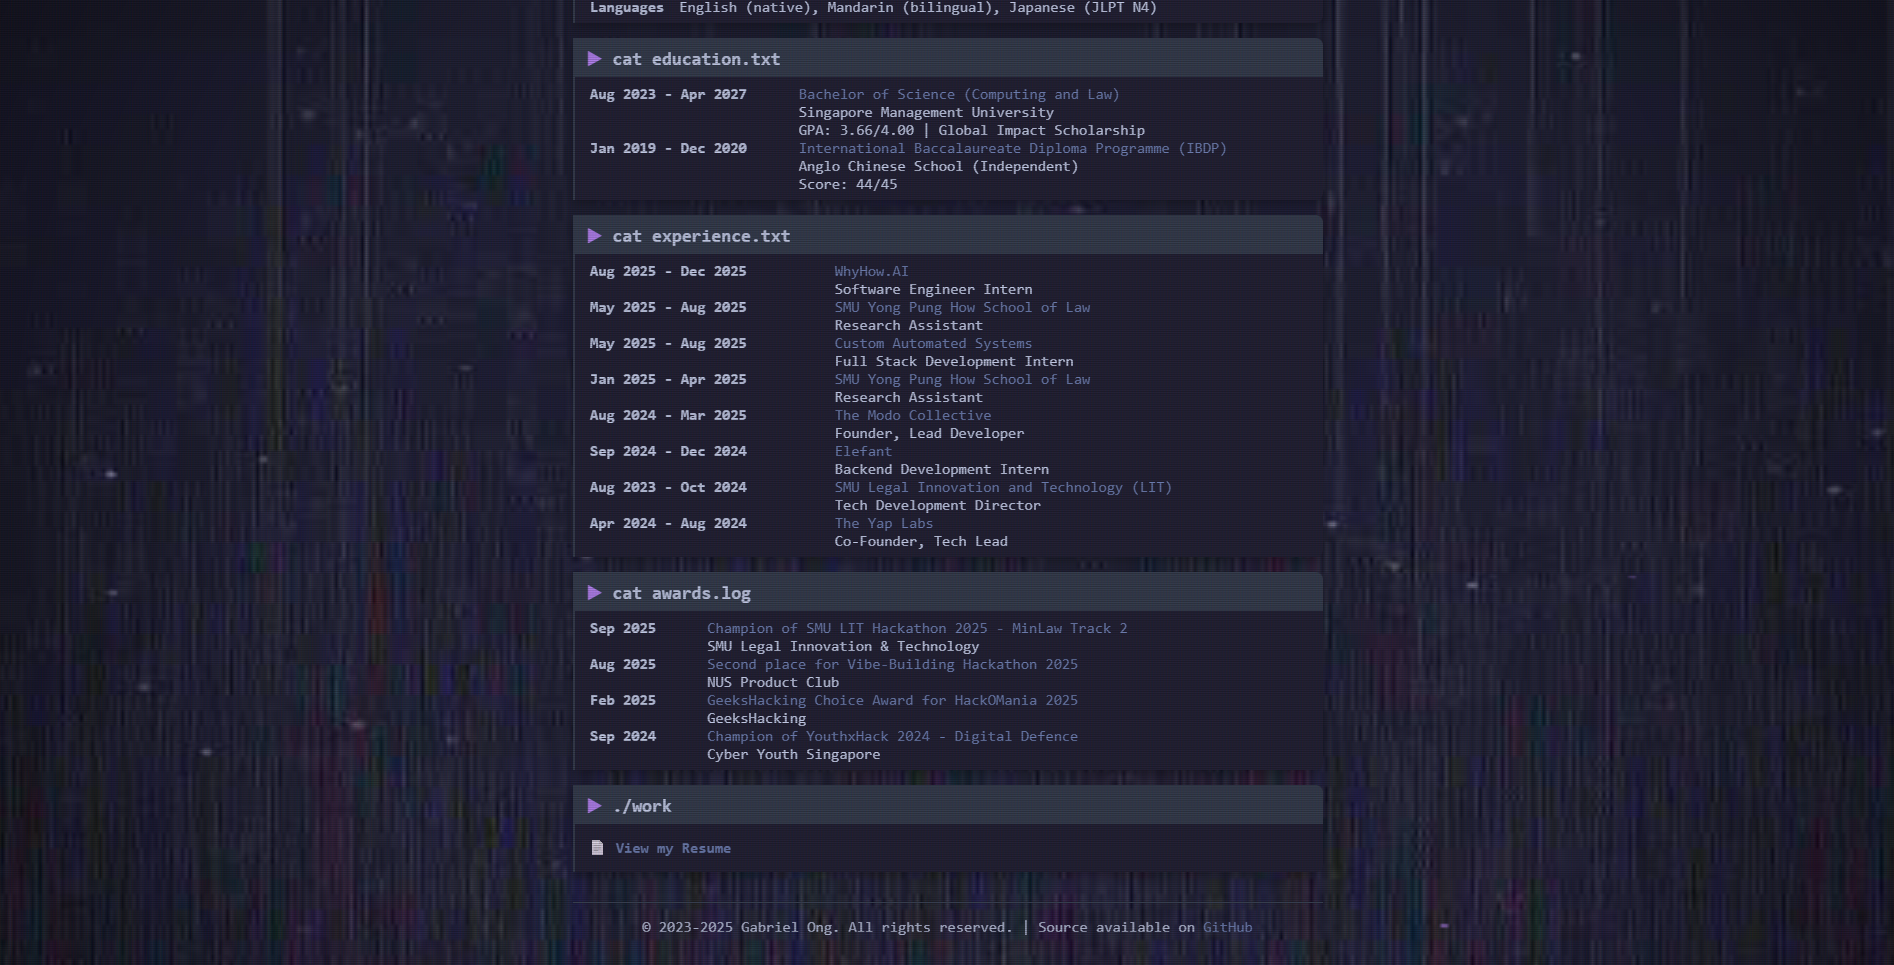 Languages English (native), Mandarin (bilingual), Japanese (JLPT N4)
cat education.txt
Aug 2023 - Apr 2027 Bachelor of Science (Computing and Law)
Singapore Management University
GPA: 3.66/4.00 | Global Impact Scholarship
Jan 2019 - Dec 2020 International Baccalaureate Diploma Programme (IBDP)
Anglo Chinese School (Independent)
Score: 44/45
cat experience.txt
Aug 2025 - Dec 2025 WhyHow.AI
Software Engineer Intern
May 2025 - Aug 2025 SMU Yong Pung How School of Law
Research Assistant
May 2025 - Aug 2025 Custom Automated Systems
Full Stack Development Intern
Jan 2025 - Apr 2025 SMU Yong Pung How School of Law
Research Assistant
Aug 2024 - Mar 2025 The Modo Collective
Founder, Lead Developer
Sep 2024 - Dec 2024 Elefant
Backend Development Intern
Aug 2023 - Oct 2024 SMU Legal Innovation and Technology (LIT)
Tech Development Director
Apr 2024 - Aug 2024 The Yap Labs
Co-Founder, Tech Lead
cat awards.log
Sep 2025 Champion of SMU LIT Hackathon 2025 - MinLaw Track 2
SMU Legal Innovation & Technology
Aug 2025 Second place for Vibe-Building Hackathon 2025
NUS Product Club
Feb 2025 GeeksHacking Choice Award for HackOMania 2025
GeeksHacking
Sep 2024 Champion of YouthxHack 2024 - Digital Defence
Cyber Youth Singapore
./work
View my Resume
© 2023-2025 Gabriel Ong. All rights reserved. | Source available on GitHub